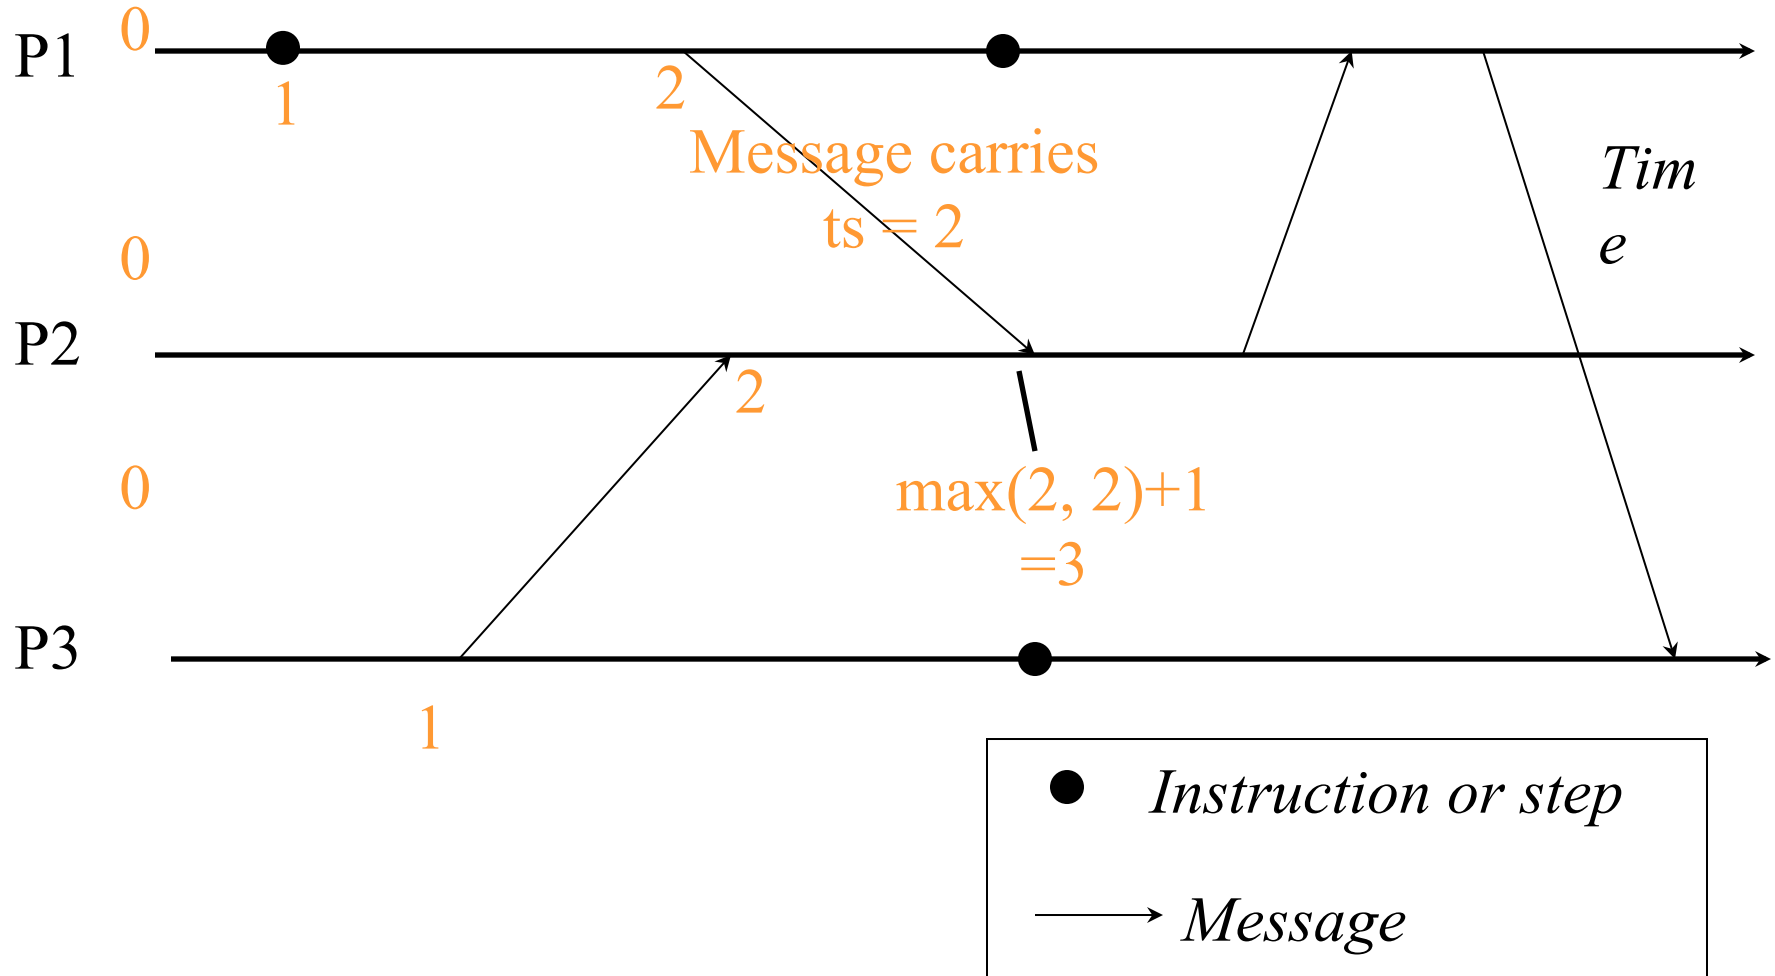 0
P1
1
2
Message carries
ts = 2
Tim
e
0
P2
2
0
max(2, 2)+1
=3
P3
1
Instruction or step
Message